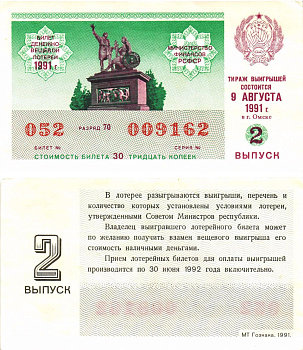 БИЛЕТ
ДЕНЕЖНО-
ВЕЩЕВОЙ
ЛОТЕРЕИ
1991 г.
МИНИСТЕРСТВО
ФИНАНСОВ
РСФСР
ТИРАЖ ВЫИГРЫШЕЙ
СОСТОИТСЯ
9 АВГУСТА
1991 г.
в г. Омске
2
ВЫПУСК
052 РАЗРЯД 70 009162
БИЛЕТ № СЕРИЯ №
СТОИМОСТЬ БИЛЕТА 30 ТРИДЦАТЬ КОПЕЕК
2
ВЫПУСК
В лотерее разыгрываются выигрыши, перечень и
количество которых установлены условиями лотереи,
утвержденными Советом Министров республики.
Владелец выигравшего лотерейного билета может
по желанию получить взамен вещевого выигрыша его
стоимость наличными деньгами.
Прием лотерейных билетов для оплаты выигрышей
производится по 30 июня 1992 года включительно.
МТ Гознака. 1991.